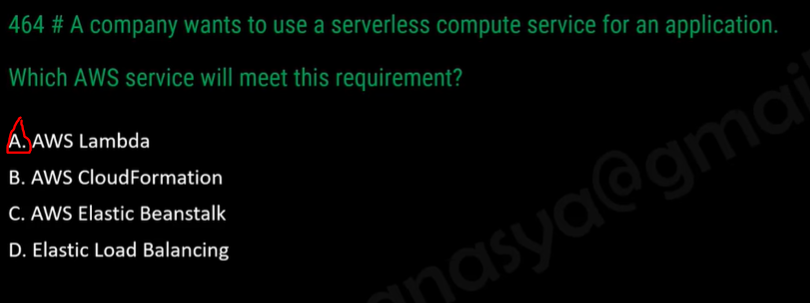 464 # A company wants to use a serverless compute service for an application.
Which AWS service will meet this requirement?
A. AWS Lambda
B. AWS CloudFormation
C. AWS Elastic Beanstalk
D. Elastic Load Balancing